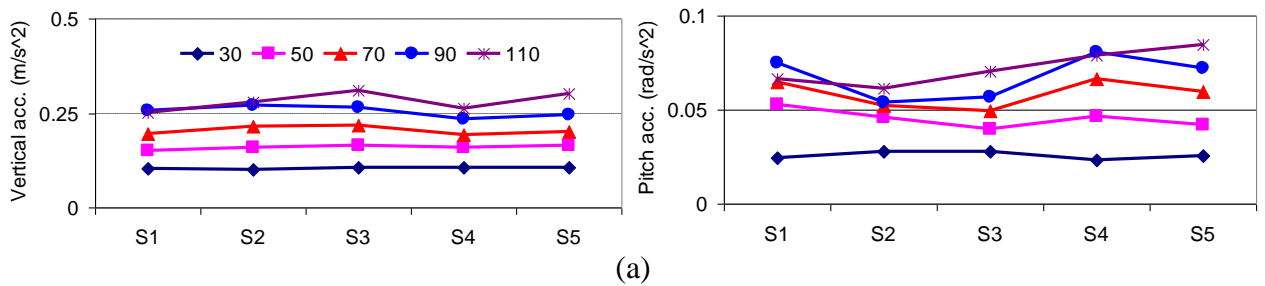 Vertical acc. (m/s^2)
0.5
0.25
0
30 50 70 90 110
S1 S2 S3 S4 S5
Pitch acc. (rad/s^2)
0.1
0.05
0
S1 S2 S3 S4 S5
(a)